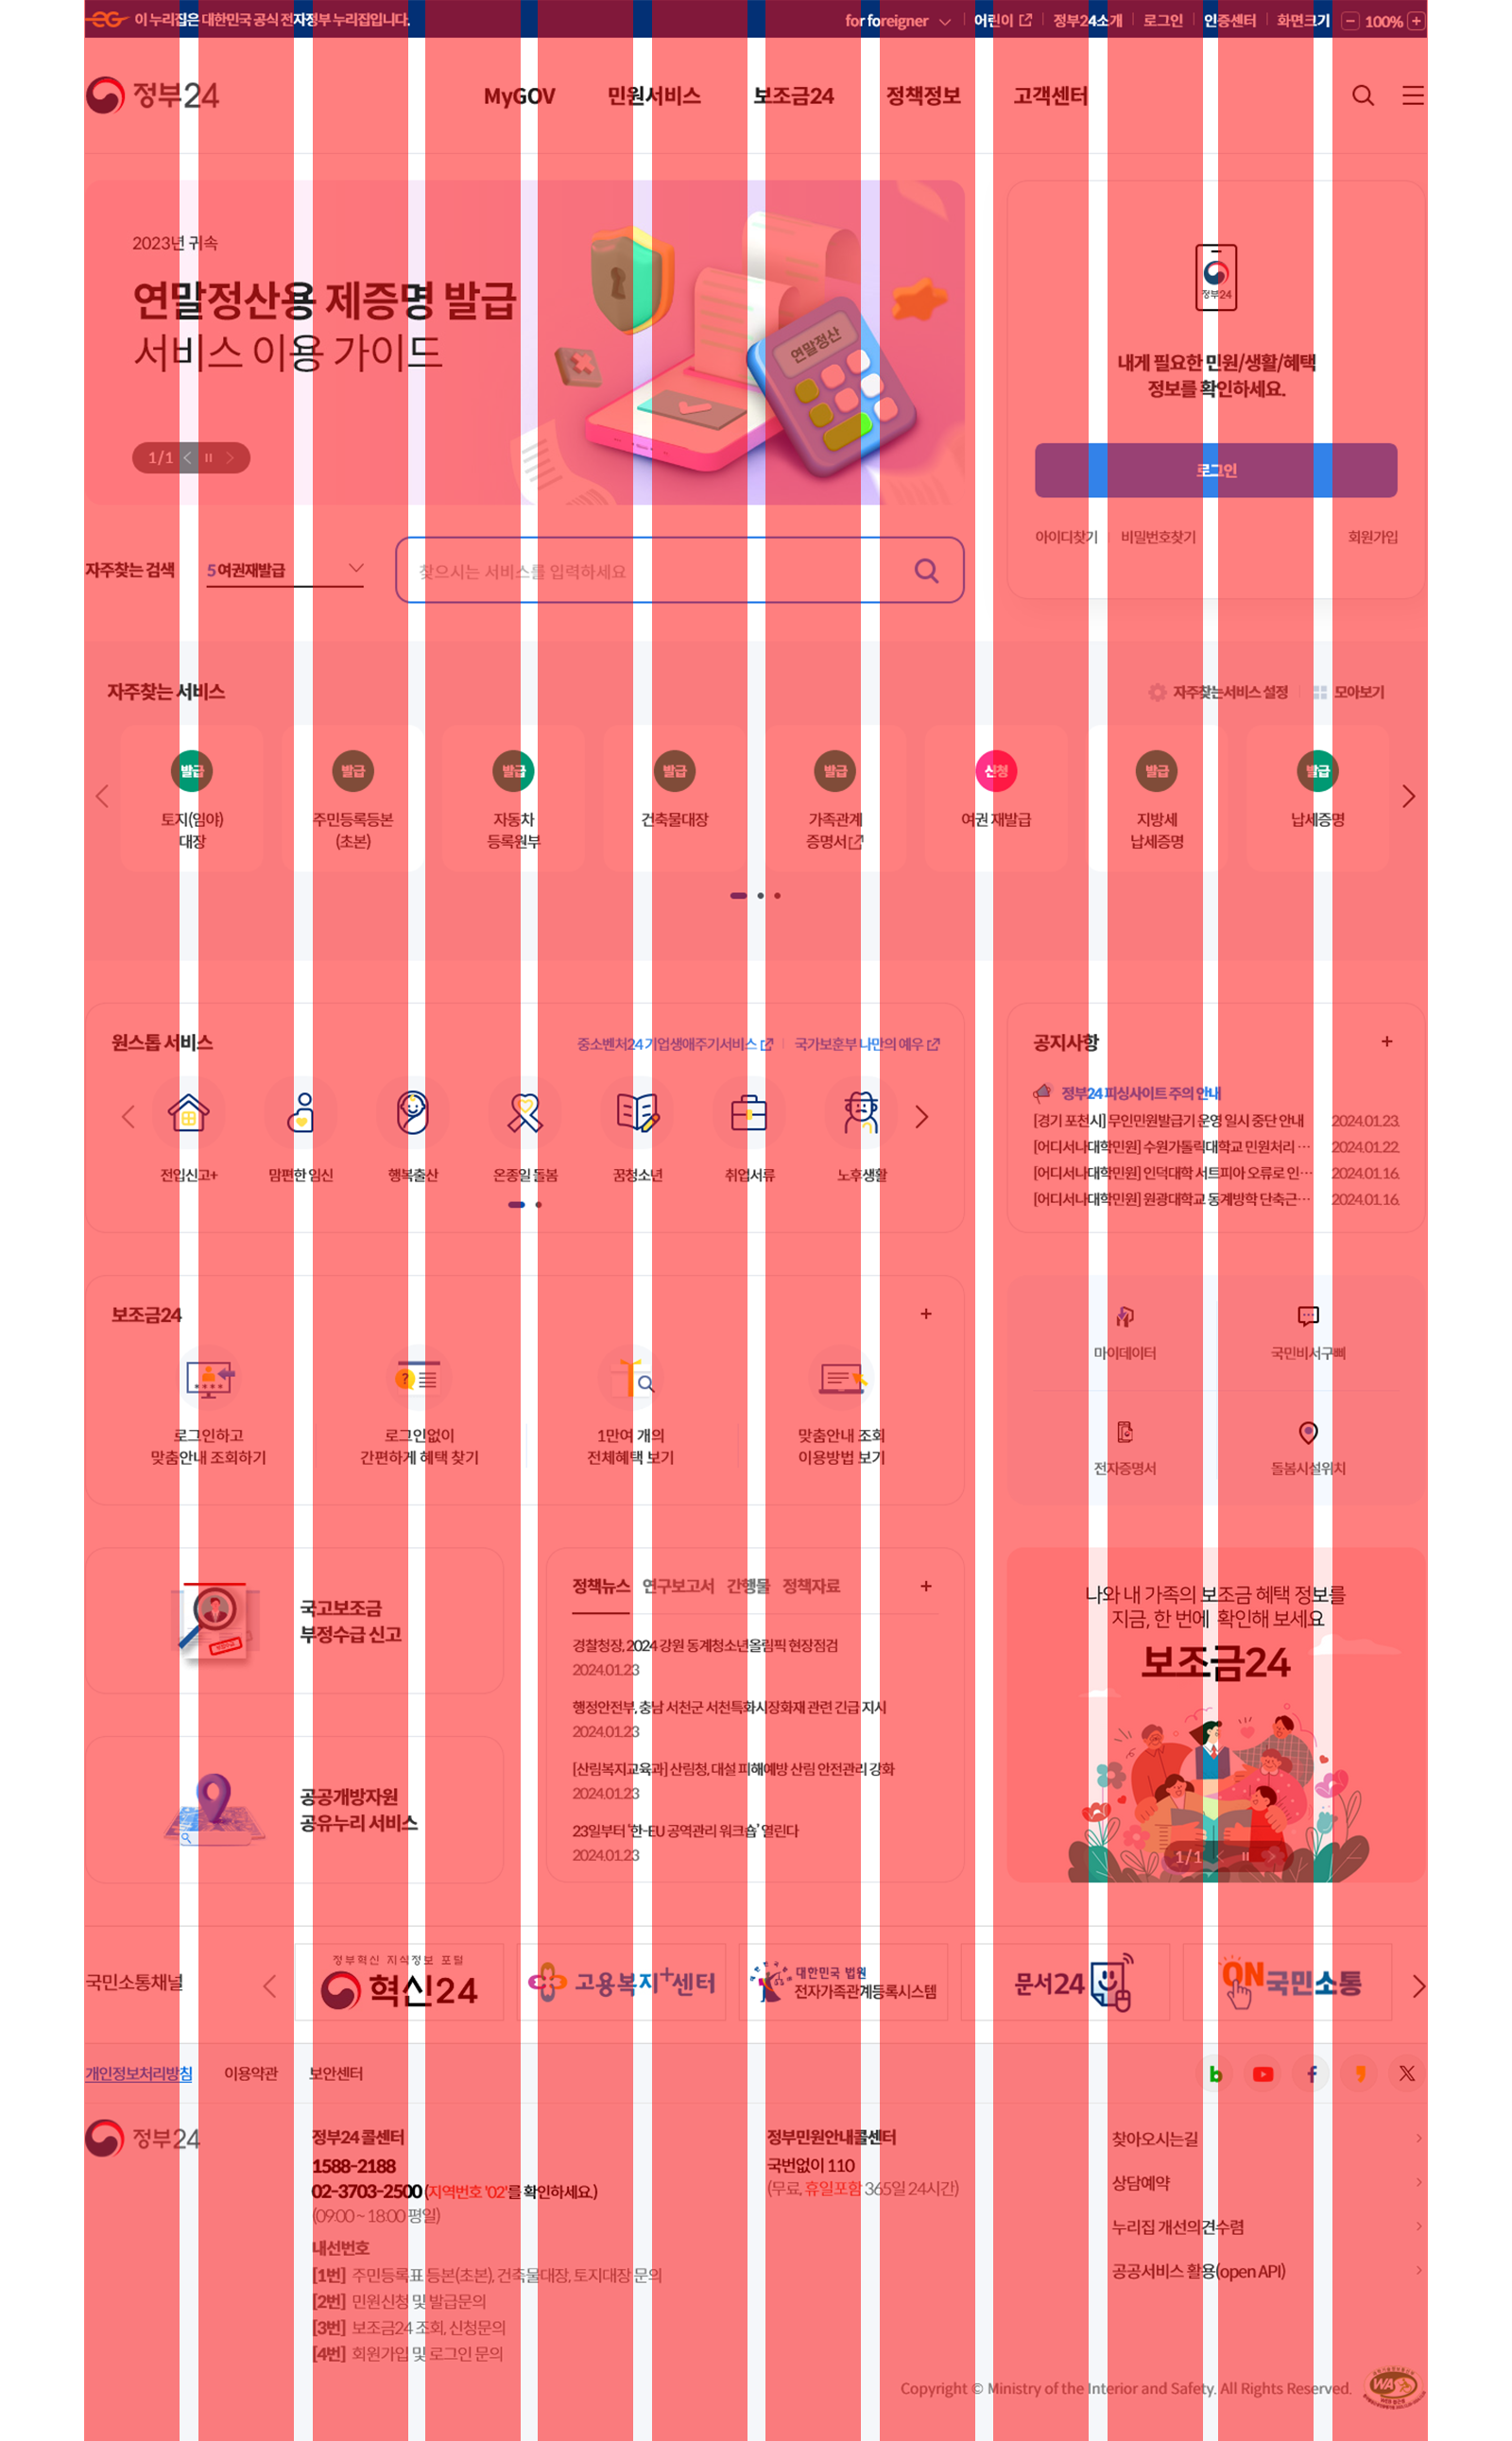 이 누리집은 대한민국 공식 전자정부 누리집입니다.
for foreigner 어린이 정부24소개 로그인 인증센터 화면크기 100%
정부24 MyGOV 민원서비스 보조금24 정책정보 고객센터
2023년 귀속
연말정산용 제증명 발급
서비스 이용 가이드
연말정산
1/1
정부24
내게 필요한 민원/생활/혜택
정보를 확인하세요.
로그인
아이디찾기 비밀번호찾기 회원가입
자주찾는 검색 5 여권재발급 찾으시는 서비스를 입력하세요
자주찾는 서비스 자주찾는서비스 설정 모아보기
발급 발급 발급 발급 발급 신청 발급 발급
토지(임야) 주민등록등본 자동차 건축물대장 가족관계 여권 재발급 지방세 납세증명
대장 (초본) 등록원부 증명서 납세증명
원스톱 서비스 중소벤처24 기업생애주기서비스 국가보훈부 나만의 예우
전입신고+ 맘편한 임신 행복출산 온종일 돌봄 꿈청소년 취업서류 노후생활
공지사항
정부24 피싱사이트 주의 안내
[경기 포천시] 무인민원발급기 운영 일시 중단 안내 2024.01.23.
[어디서나대학민원] 수원가톨릭대학교 민원처리 … 2024.01.22.
[어디서나대학민원] 인덕대학 서트피아 오류로 인… 2024.01.16.
[어디서나대학민원] 원광대학교 동계방학 단축근… 2024.01.16.
보조금24
로그인하고 로그인없이 1만여 개의 맞춤안내 조회
맞춤안내 조회하기 간편하게 혜택 찾기 전체혜택 보기 이용방법 보기
마이데이터 국민비서구삐
전자증명서 돌봄시설위치
국고보조금
부정수급 신고
공공개방자원
공유누리 서비스
정책뉴스 연구보고서 간행물 정책자료
경찰청장, 2024 강원 동계청소년올림픽 현장점검
2024.01.23
행정안전부, 충남 서천군 서천특화시장화재 관련 긴급 지시
2024.01.23
[산림복지교육과] 산림청, 대설 피해예방 산림 안전관리 강화
2024.01.23
23일부터 '한-EU 공역관리 워크숍' 열린다
2024.01.23
나와 내 가족의 보조금 혜택 정보를
지금, 한 번에 확인해 보세요
보조금24
1/1
국민소통채널
정부혁신 지식정보 포털
혁신24
고용복지+센터
대한민국 법원
전자가족관계등록시스템
문서24
ON국민소통
개인정보처리방침 이용약관 보안센터
정부24
정부24 콜센터
1588-2188
02-3703-2500 (지역번호 '02'를 확인하세요.)
(09:00 ~ 18:00 평일)
내선번호
[1번] 주민등록표 등본(초본), 건축물대장, 토지대장 문의
[2번] 민원신청 및 발급문의
[3번] 보조금24 조회, 신청문의
[4번] 회원가입 및 로그인 문의
정부민원안내콜센터
국번없이 110
(무료, 휴일포함 365일 24시간)
찾아오시는길
상담예약
누리집 개선의견수렴
공공서비스 활용(open API)
Copyright © Ministry of the Interior and Safety. All Rights Reserved.
WA